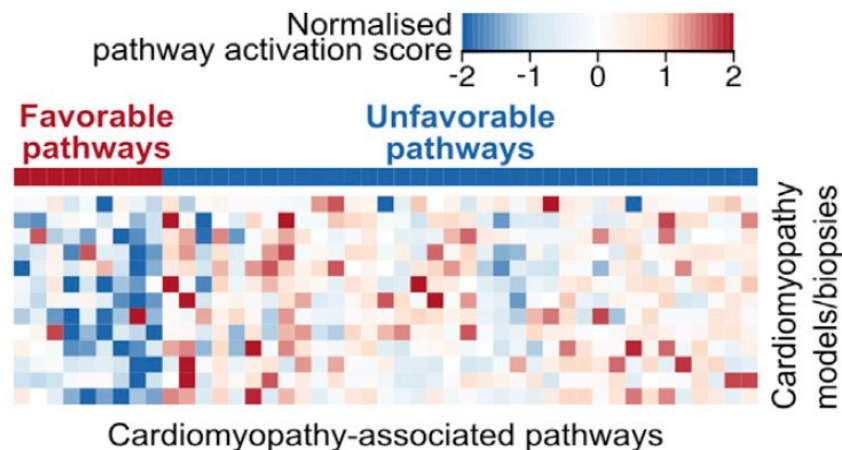 Normalised
pathway activation score
-2 -1 0 1 2
Favorable
pathways
Unfavorable
pathways
Cardiomyopathy
models/biopsies
Cardiomyopathy-associated pathways